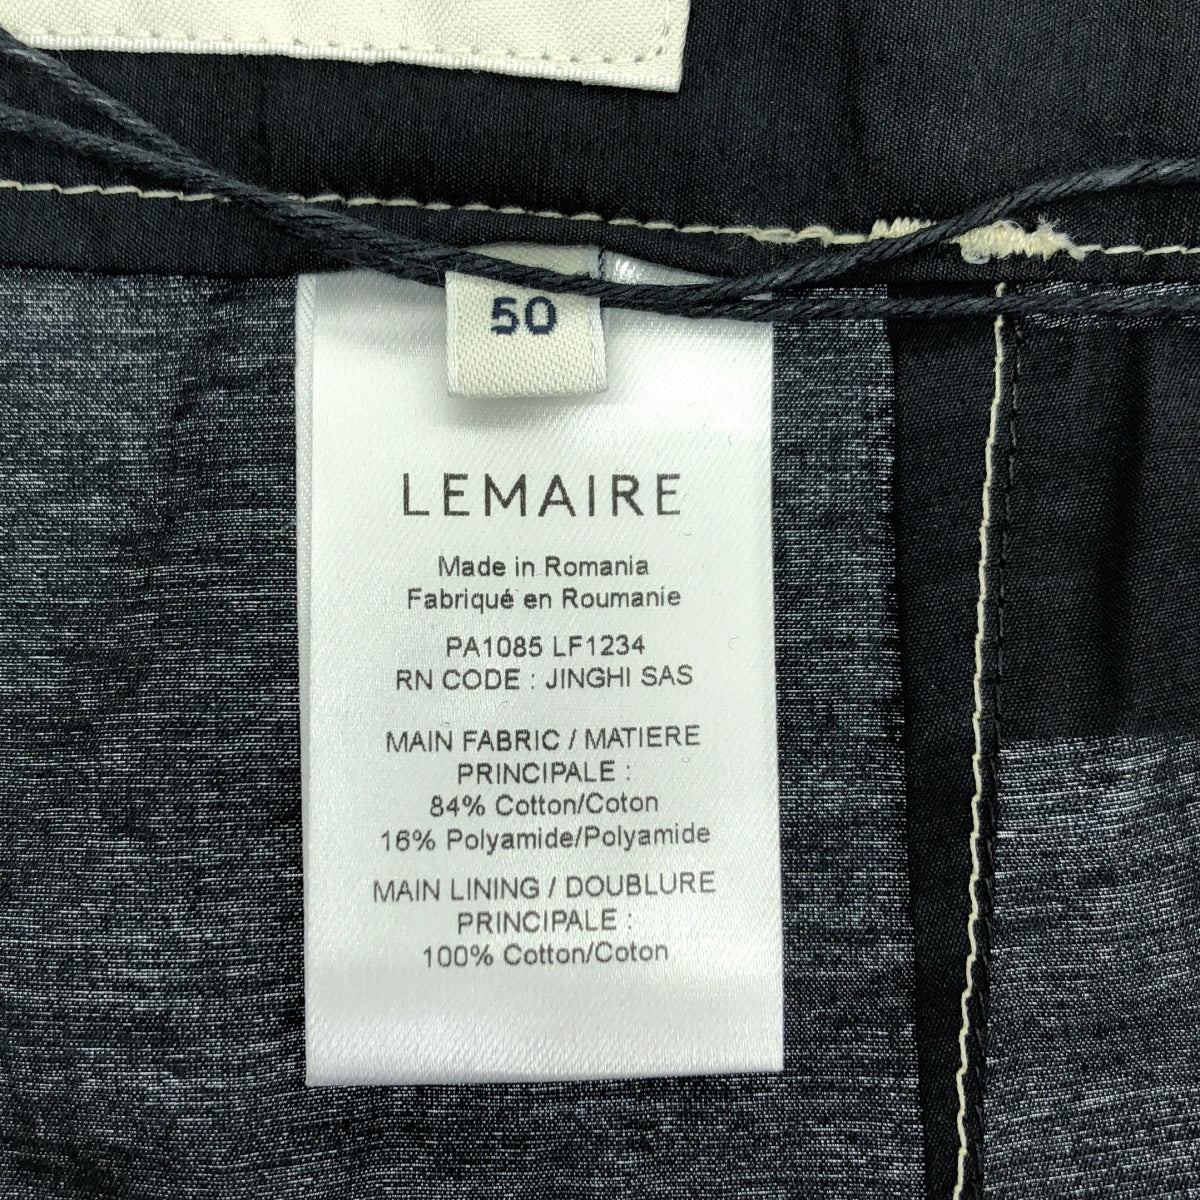 50
LEMAIRE
Made in Romania
Fabriqué en Roumanie
PA1085 LF1234
RN CODE : JINGHI SAS
MAIN FABRIC / MATIERE
PRINCIPALE :
84% Cotton/Coton
16% Polyamide/Polyamide
MAIN LINING / DOUBLURE
PRINCIPALE :
100% Cotton/Coton